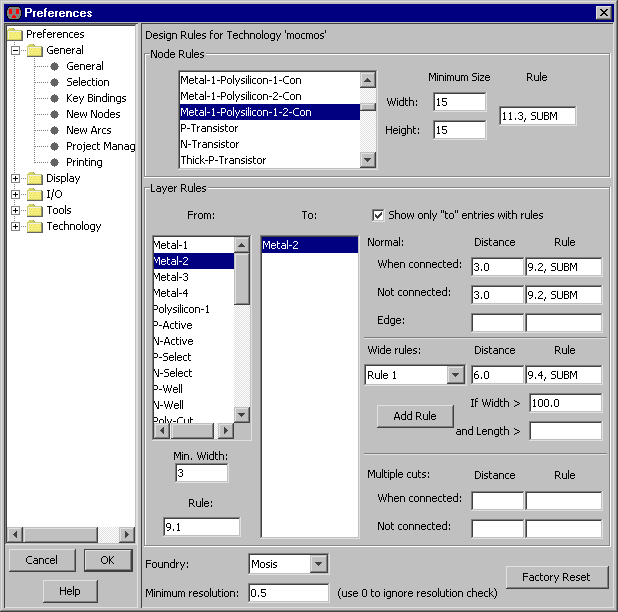 Preferences
Preferences
General
General
Selection
Key Bindings
New Nodes
New Arcs
Project Manag
Printing
Display
I/O
Tools
Technology
Cancel
OK
Help
Design Rules for Technology 'mocmos'
Node Rules
Metal-1-Polysilicon-1-Con
Metal-1-Polysilicon-2-Con
Metal-1-Polysilicon-1-2-Con
P-Transistor
N-Transistor
Thick-P-Transistor
Minimum Size
Rule
Width: 15
Height: 15
11.3, SUBM
Layer Rules
From:
Metal-1
Metal-2
Metal-3
Metal-4
Polysilicon-1
P-Active
N-Active
P-Select
N-Select
P-Well
N-Well
Poly-Cut
Min. Width:
3
Rule:
9.1
To:
Metal-2
Show only "to" entries with rules
Normal: Distance Rule
When connected: 3.0 9.2, SUBM
Not connected: 3.0 9.2, SUBM
Edge:
Wide rules: Distance Rule
Rule 1 6.0 9.4, SUBM
If Width > 100.0
Add Rule
and Length >
Multiple cuts: Distance Rule
When connected:
Not connected:
Foundry: Mosis
Factory Reset
Minimum resolution: 0.5 (use 0 to ignore resolution check)